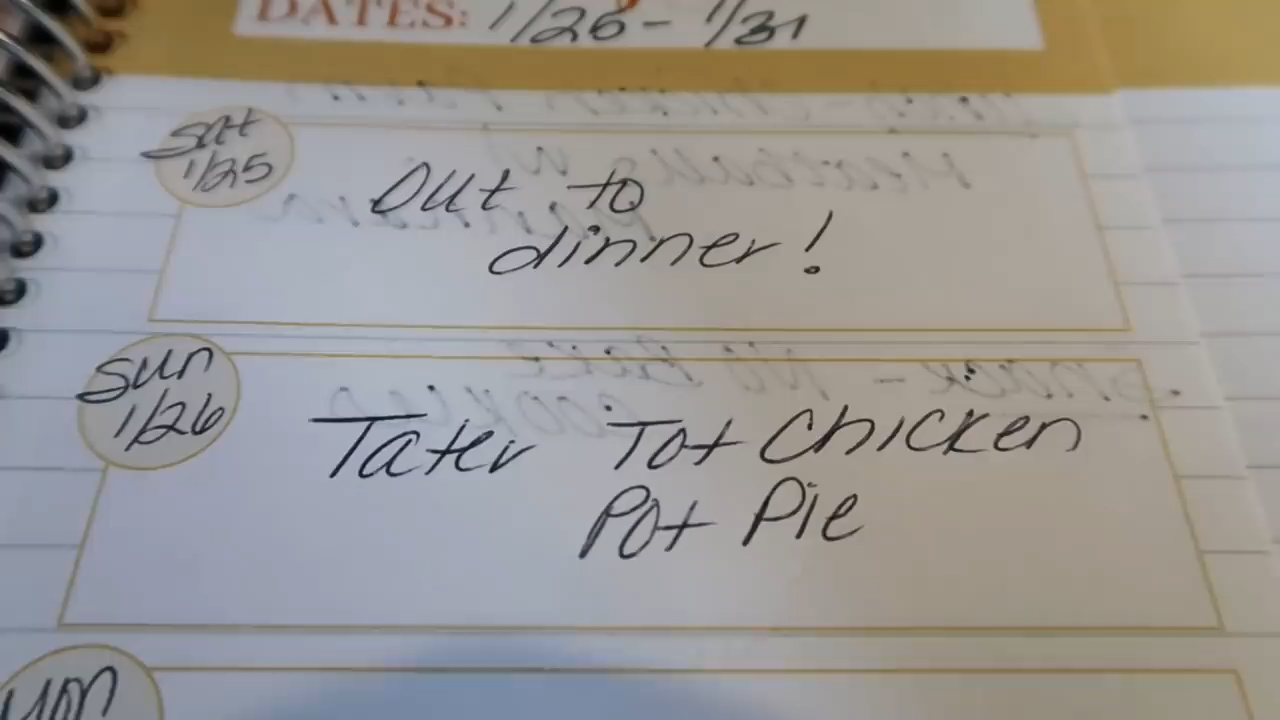 DATES: 1/26 - 1/31
Sat
1/25
Out to
dinner!
Sun
1/26
Tater Tot Chicken
Pot Pie
Mon